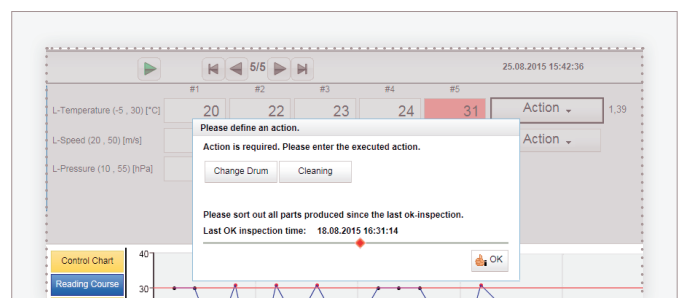 5/5
25.08.2015 15:42:36
#1 #2 #3 #4 #5
L-Temperature (-5 , 30) [°C] 20 22 23 24 31 Action 1,39
L-Speed (20 , 50) [m/s] Action
L-Pressure (10 , 55) [hPa]
Please define an action.
Action is required. Please enter the executed action.
Change Drum Cleaning
Please sort out all parts produced since the last ok-inspection.
Last OK inspection time: 18.08.2015 16:31:14
OK
Control Chart
Reading Course
40
30